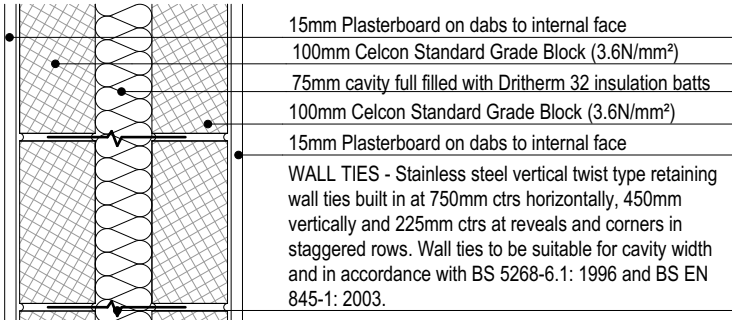 15mm Plasterboard on dabs to internal face
100mm Celcon Standard Grade Block (3.6N/mm²)
75mm cavity full filled with Dritherm 32 insulation batts
100mm Celcon Standard Grade Block (3.6N/mm²)
15mm Plasterboard on dabs to internal face
WALL TIES - Stainless steel vertical twist type retaining
wall ties built in at 750mm ctrs horizontally, 450mm
vertically and 225mm ctrs at reveals and corners in
staggered rows. Wall ties to be suitable for cavity width
and in accordance with BS 5268-6.1: 1996 and BS EN
845-1: 2003.